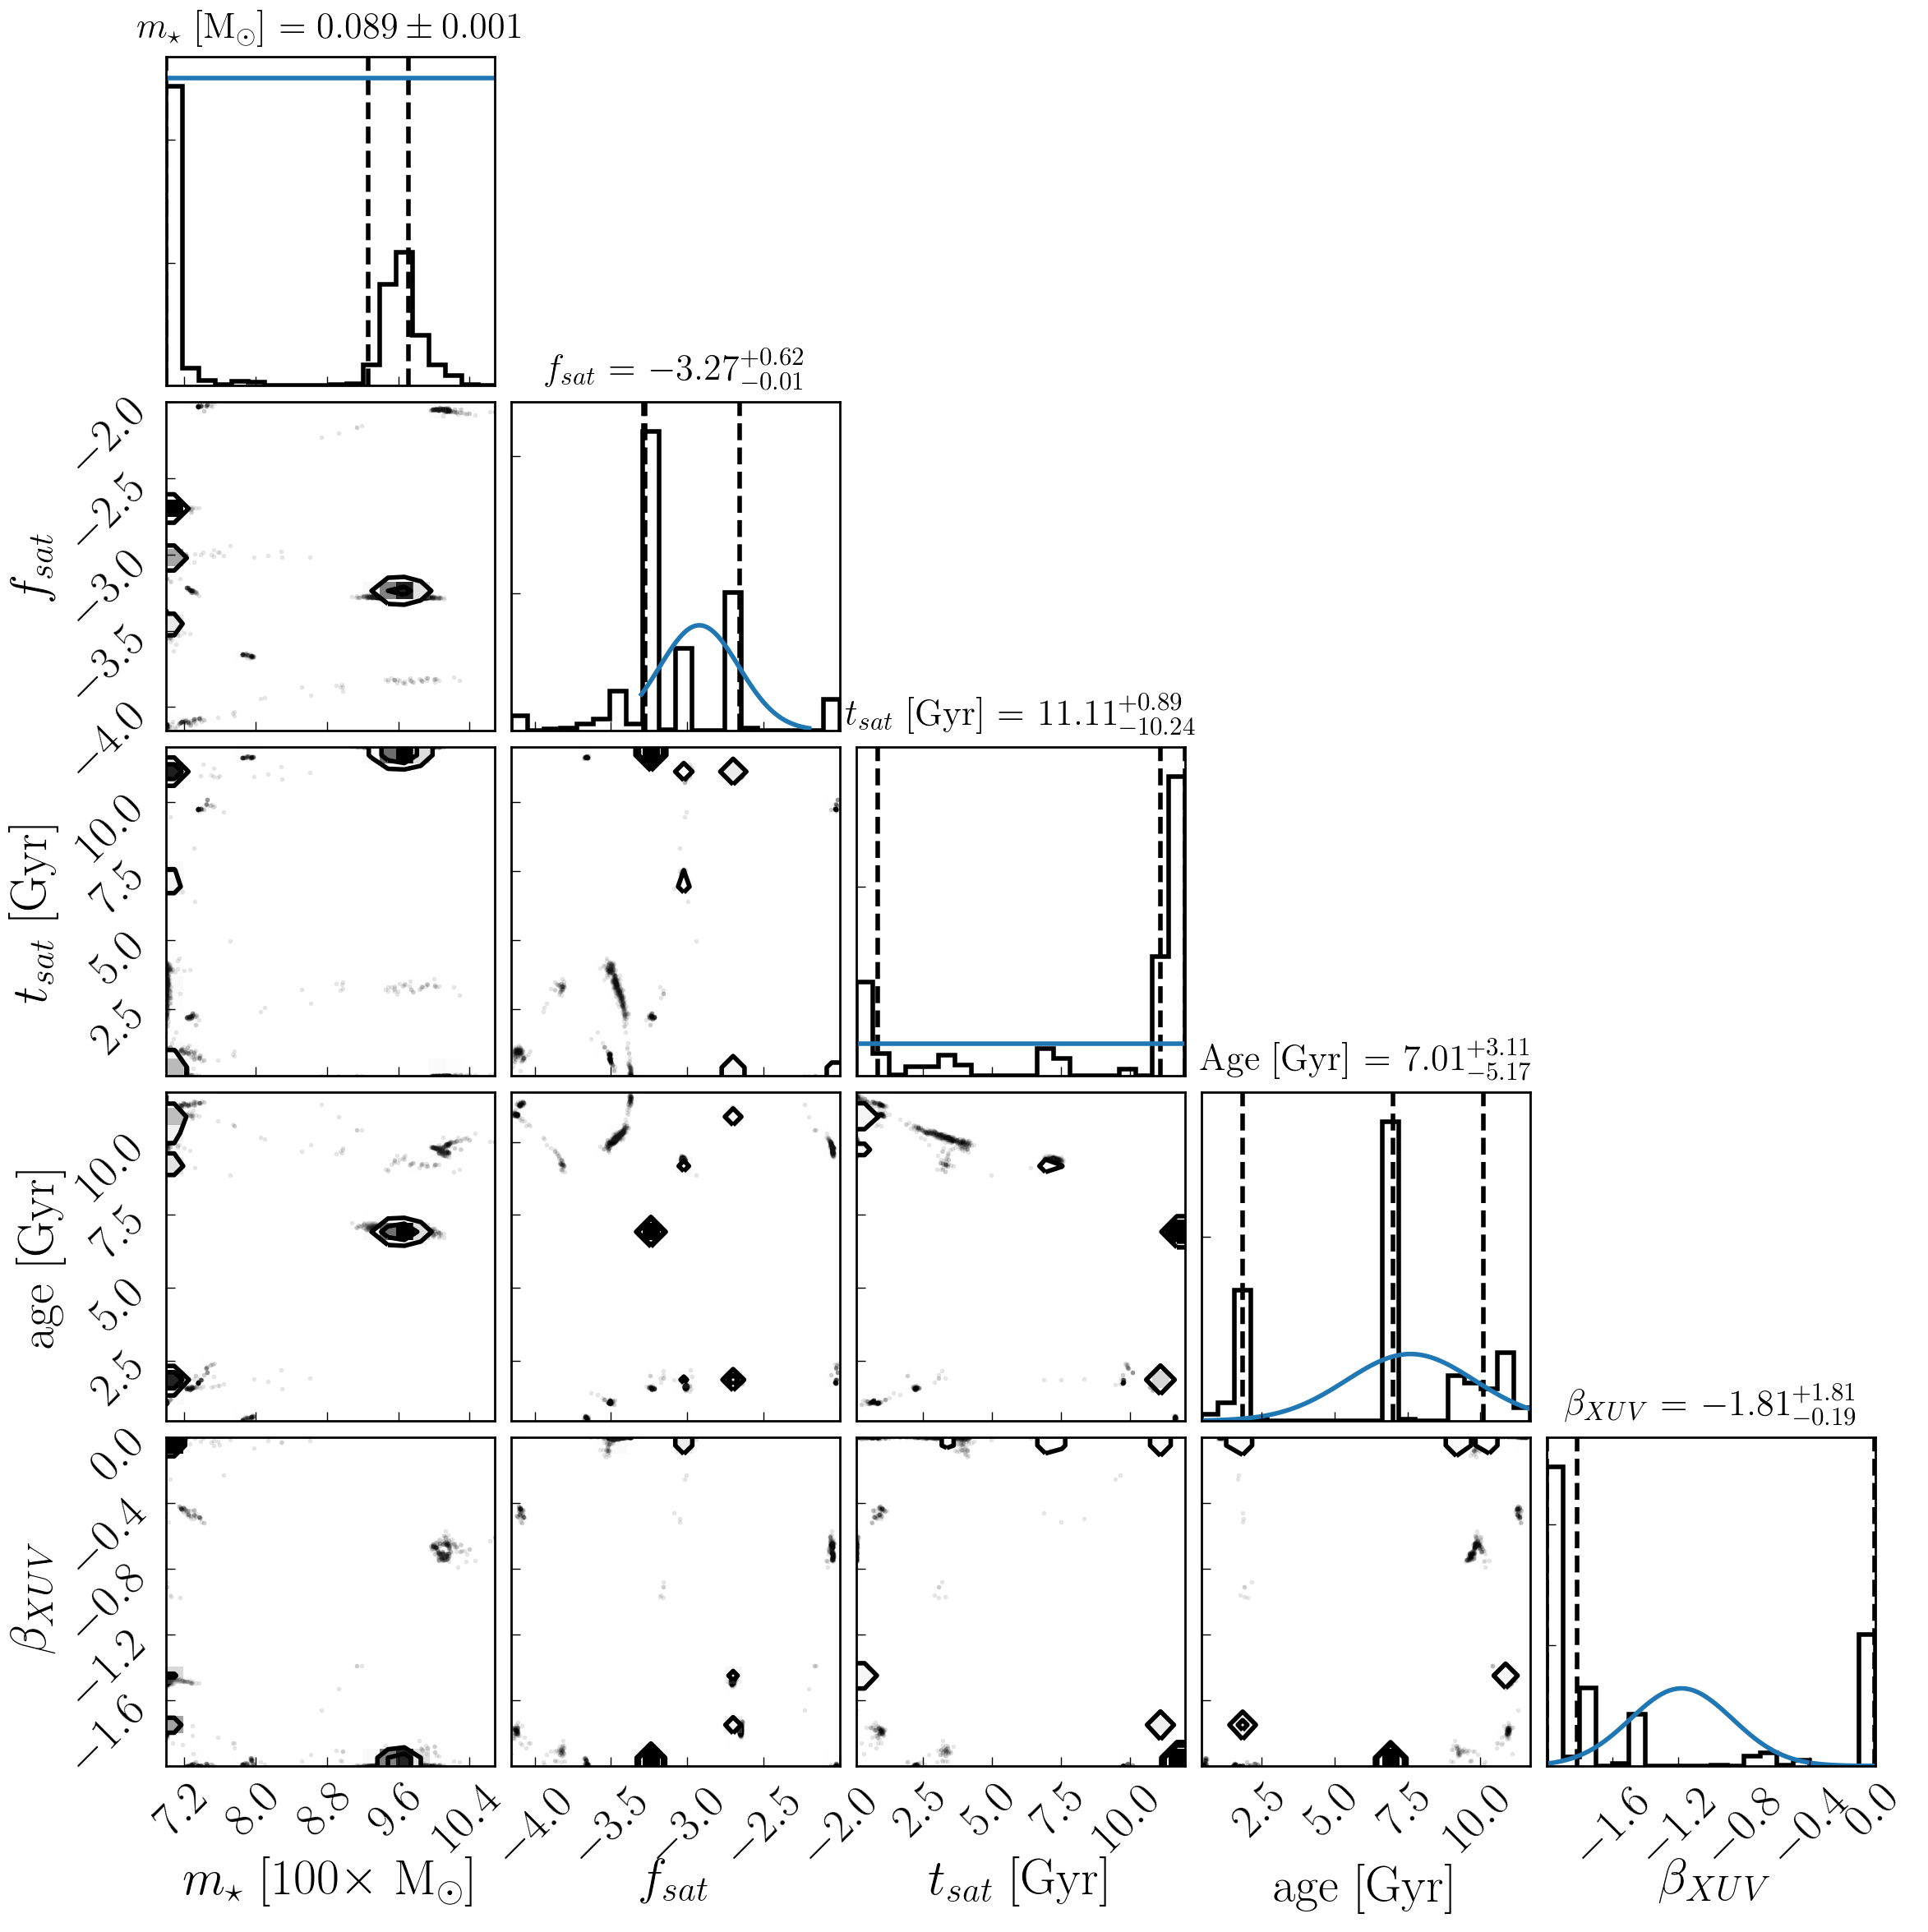 m⋆ [M⊙] = 0.089 ± 0.001
f_sat = −3.27 +0.62 −0.01
−2.0
−2.5
−3.0
−3.5
−4.0
f_sat
t_sat [Gyr] = 11.11 +0.89 −10.24
10.0
7.5
5.0
2.5
t_sat [Gyr]
Age [Gyr] = 7.01 +3.11 −5.17
10.0
7.5
5.0
2.5
age [Gyr]
β_XUV = −1.81 +1.81 −0.19
0.0
−0.4
−0.8
−1.2
−1.6
β_XUV
7.2 8.0 8.8 9.6 10.4 −4.0 −3.5 −3.0 −2.5 −2.0 2.5 5.0 7.5 10.0 2.5 5.0 7.5 10.0 −1.6 −1.2 −0.8 −0.4 0.0
m⋆ [100× M⊙] f_sat t_sat [Gyr] age [Gyr] β_XUV